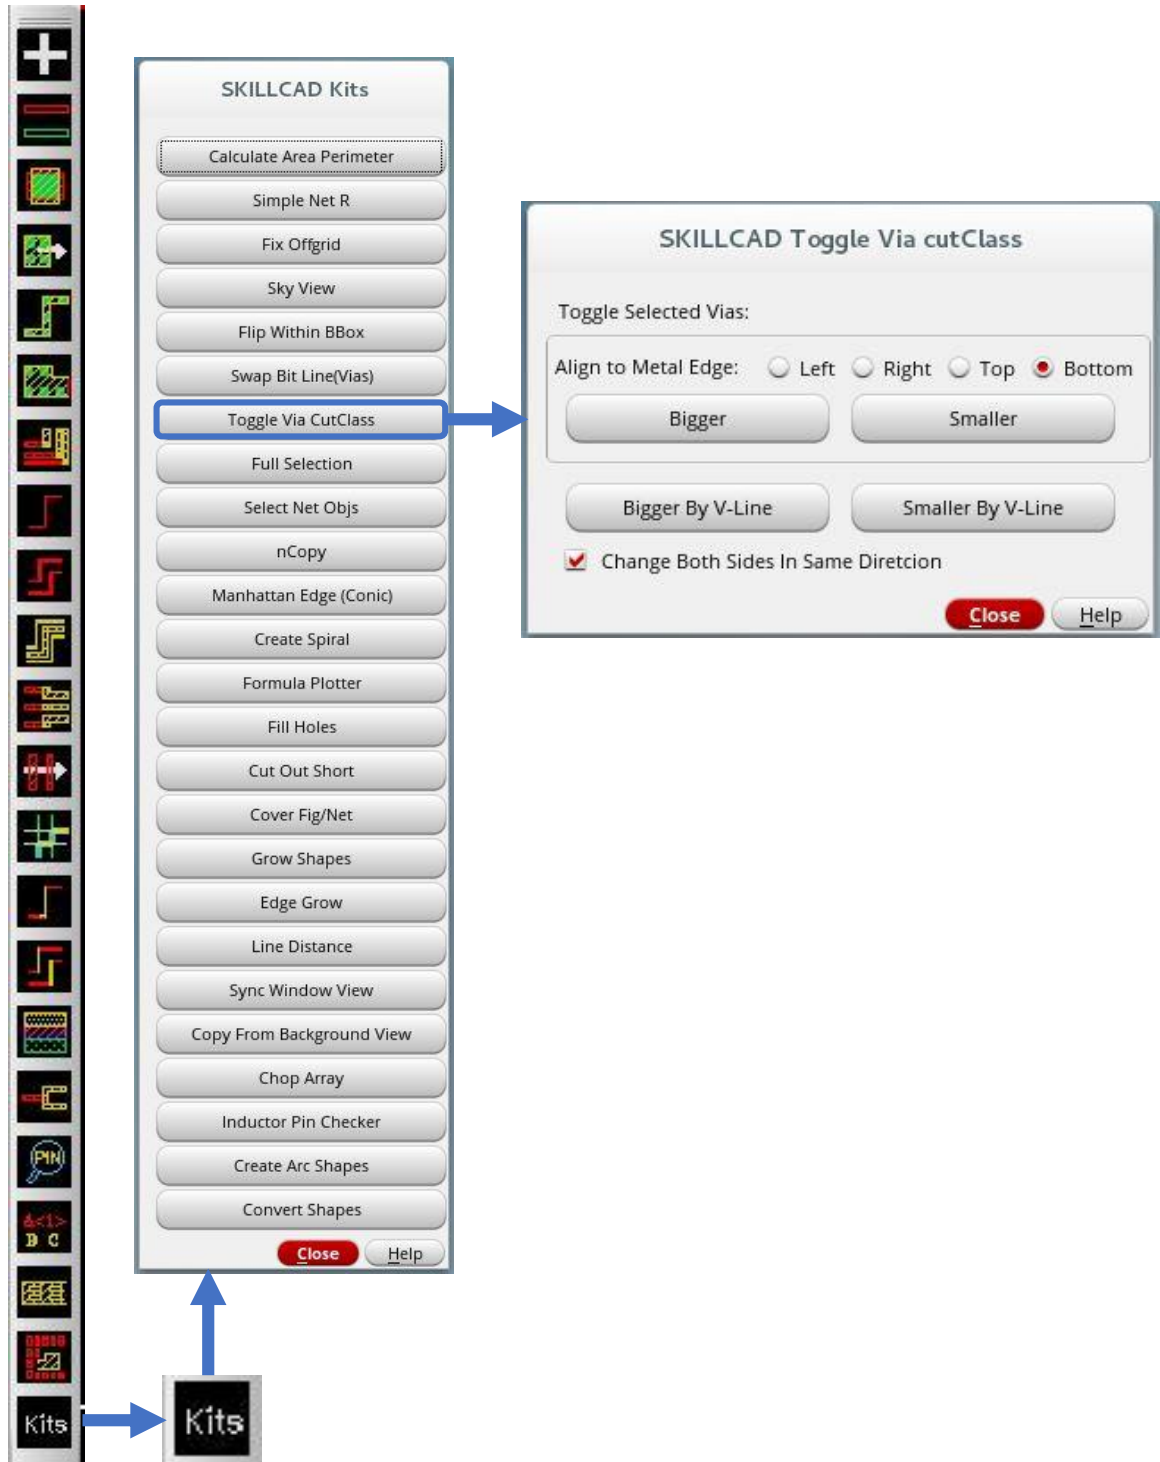 SKILLCAD Kits
Calculate Area Perimeter
Simple Net R
Fix Offgrid
Sky View
Flip Within BBox
Swap Bit Line(Vias)
Toggle Via CutClass
Full Selection
Select Net Objs
nCopy
Manhattan Edge (Conic)
Create Spiral
Formula Plotter
Fill Holes
Cut Out Short
Cover Fig/Net
Grow Shapes
Edge Grow
Line Distance
Sync Window View
Copy From Background View
Chop Array
Inductor Pin Checker
Create Arc Shapes
Convert Shapes
Close Help
SKILLCAD Toggle Via cutClass
Toggle Selected Vias:
Align to Metal Edge: Left Right Top Bottom
Bigger Smaller
Bigger By V-Line Smaller By V-Line
Change Both Sides In Same Diretcion
Close Help
PIN
B C
Kits
Kits